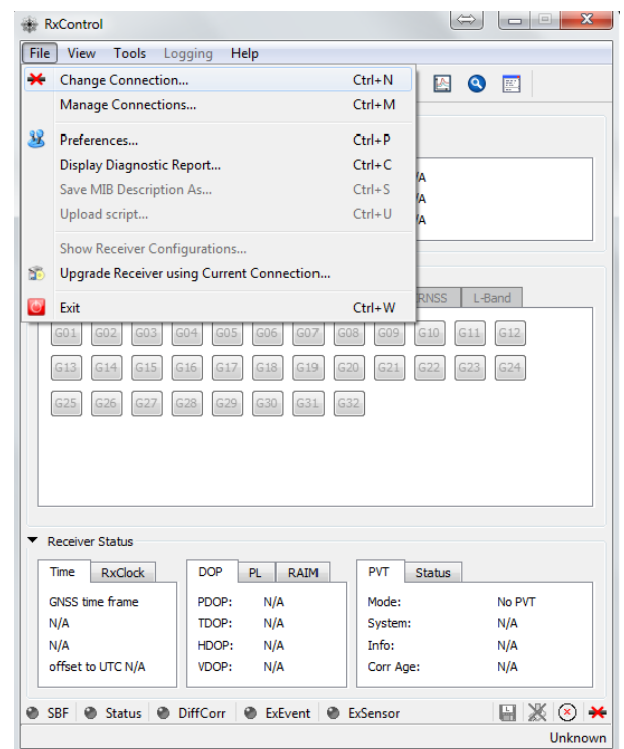 RxControl
File View Tools Logging Help
Change Connection... Ctrl+N
Manage Connections... Ctrl+M
Preferences... Ctrl+P
Display Diagnostic Report... Ctrl+C
Save MIB Description As... Ctrl+S
Upload script... Ctrl+U
Show Receiver Configurations...
Upgrade Receiver using Current Connection...
Exit Ctrl+W
/A
/A
/A
RNSS L-Band
G01 G02 G03 G04 G05 G06 G07 G08 G09 G10 G11 G12
G13 G14 G15 G16 G17 G18 G19 G20 G21 G22 G23 G24
G25 G26 G27 G28 G29 G30 G31 G32
Receiver Status
Time RxClock DOP PL RAIM PVT Status
GNSS time frame PDOP: N/A Mode: No PVT
N/A TDOP: N/A System: N/A
N/A HDOP: N/A Info: N/A
offset to UTC N/A VDOP: N/A Corr Age: N/A
SBF Status DiffCorr ExEvent ExSensor
Unknown